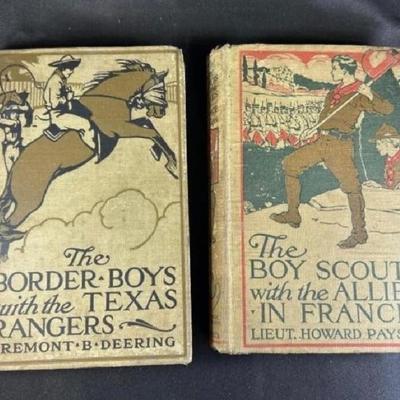 The
BORDER·BOYS
with the TEXAS
RANGERS
FREMONT·B·DEERING
The
BOY SCOUTS
with the ALLIES
·IN FRANCE·
LIEUT. HOWARD PAYS